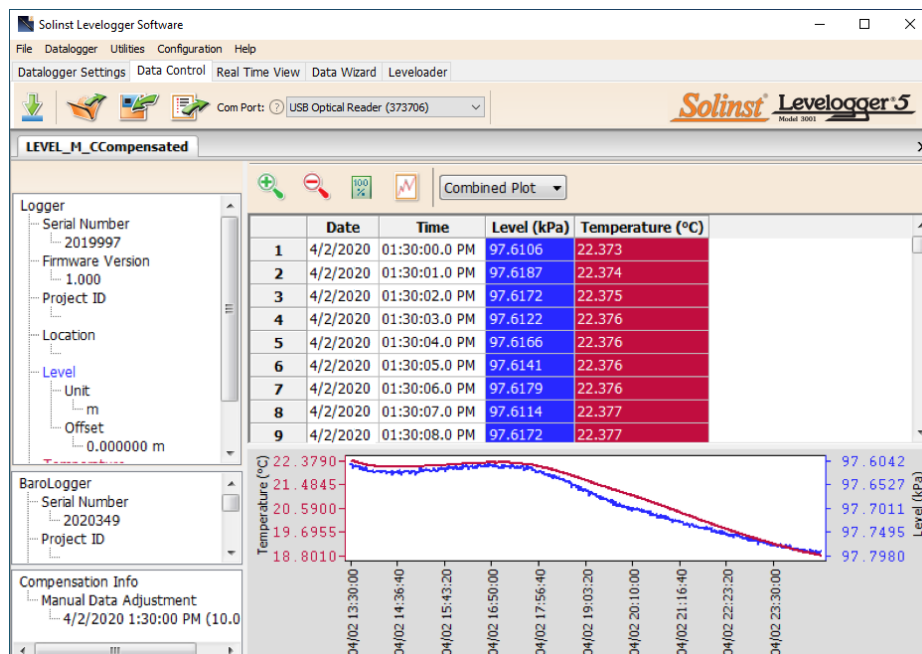 Solinst Levelogger Software
File Datalogger Utilities Configuration Help
Datalogger Settings Data Control Real Time View Data Wizard Leveloader
Com Port: ? USB Optical Reader (373706)
Solinst® Levelogger®5
Model 3001
LEVEL_M_CCompensated
Combined Plot
Logger
Serial Number
2019997
Firmware Version
1.000
Project ID
Location
Level
Unit
m
Offset
0.000000 m
BaroLogger
Serial Number
2020349
Project ID
Compensation Info
Manual Data Adjustment
4/2/2020 1:30:00 PM (10.0
Date Time Level (kPa) Temperature (°C)
1 4/2/2020 01:30:00.0 PM 97.6106 22.373
2 4/2/2020 01:30:01.0 PM 97.6187 22.374
3 4/2/2020 01:30:02.0 PM 97.6172 22.375
4 4/2/2020 01:30:03.0 PM 97.6122 22.376
5 4/2/2020 01:30:04.0 PM 97.6166 22.376
6 4/2/2020 01:30:05.0 PM 97.6141 22.376
7 4/2/2020 01:30:06.0 PM 97.6179 22.376
8 4/2/2020 01:30:07.0 PM 97.6114 22.377
9 4/2/2020 01:30:08.0 PM 97.6172 22.377
Temperature (°C)
22.3790
21.4845
20.5900
19.6955
18.8010
97.6042
97.6527
97.7011
97.7495
97.7980
Level (kPa)
04/02 13:30:00
04/02 14:36:40
04/02 15:43:20
04/02 16:50:00
04/02 17:56:40
04/02 19:03:20
04/02 20:10:00
04/02 21:16:40
04/02 22:23:20
04/02 23:30:00